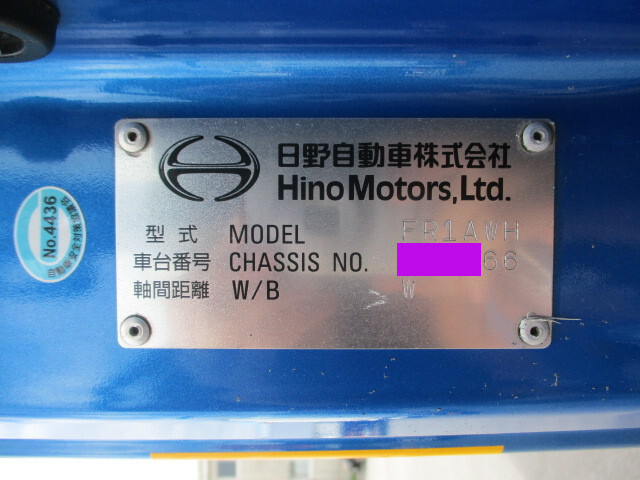 日野自動車株式会社
Hino Motors, Ltd.
型式 MODEL FR1AWH
車台番号 CHASSIS NO. 66
軸間距離 W/B W
No.4436